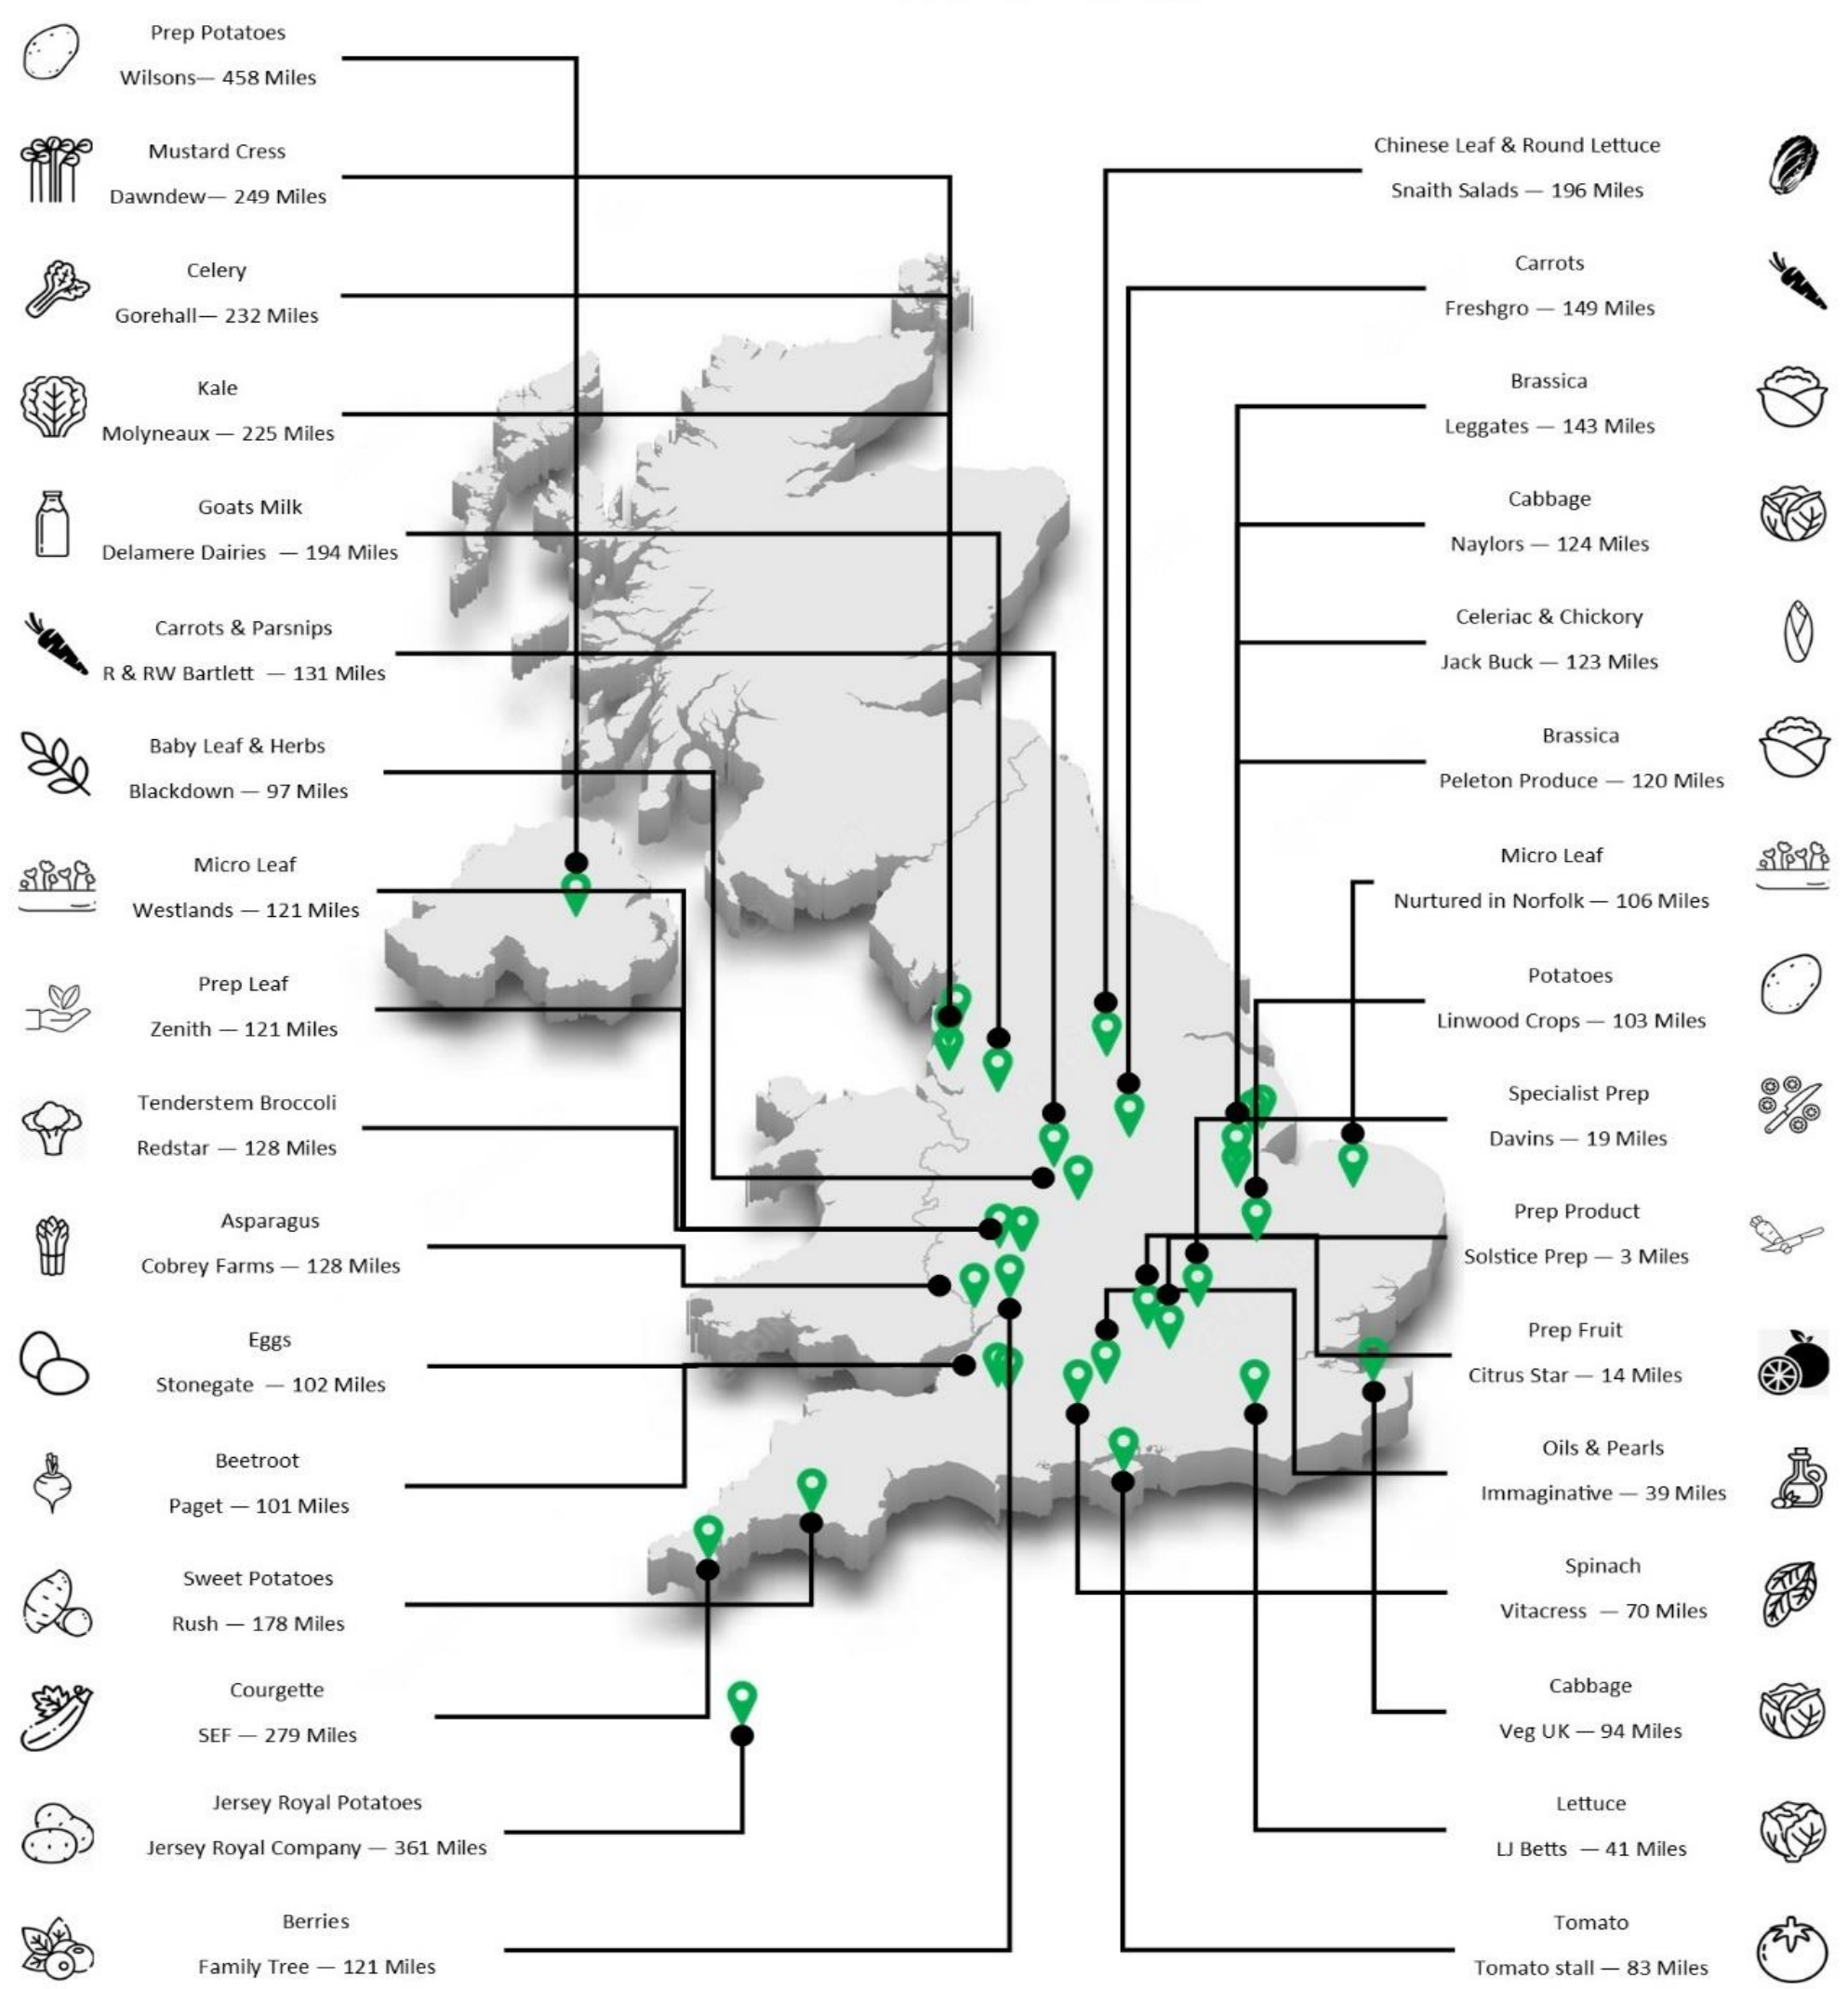 Prep Potatoes
Wilsons— 458 Miles
Mustard Cress
Dawndew— 249 Miles
Celery
Gorehall— 232 Miles
Kale
Molyneaux — 225 Miles
Goats Milk
Delamere Dairies — 194 Miles
Carrots & Parsnips
R & RW Bartlett — 131 Miles
Baby Leaf & Herbs
Blackdown — 97 Miles
Micro Leaf
Westlands — 121 Miles
Prep Leaf
Zenith — 121 Miles
Tenderstem Broccoli
Redstar — 128 Miles
Asparagus
Cobrey Farms — 128 Miles
Eggs
Stonegate — 102 Miles
Beetroot
Paget — 101 Miles
Sweet Potatoes
Rush — 178 Miles
Courgette
SEF — 279 Miles
Jersey Royal Potatoes
Jersey Royal Company — 361 Miles
Berries
Family Tree — 121 Miles
Chinese Leaf & Round Lettuce
Snaith Salads — 196 Miles
Carrots
Freshgro — 149 Miles
Brassica
Leggates — 143 Miles
Cabbage
Naylors — 124 Miles
Celeriac & Chickory
Jack Buck — 123 Miles
Brassica
Peleton Produce — 120 Miles
Micro Leaf
Nurtured in Norfolk — 106 Miles
Potatoes
Linwood Crops — 103 Miles
Specialist Prep
Davins — 19 Miles
Prep Product
Solstice Prep — 3 Miles
Prep Fruit
Citrus Star — 14 Miles
Oils & Pearls
Immaginative — 39 Miles
Spinach
Vitacress — 70 Miles
Cabbage
Veg UK — 94 Miles
Lettuce
LJ Betts — 41 Miles
Tomato
Tomato stall — 83 Miles